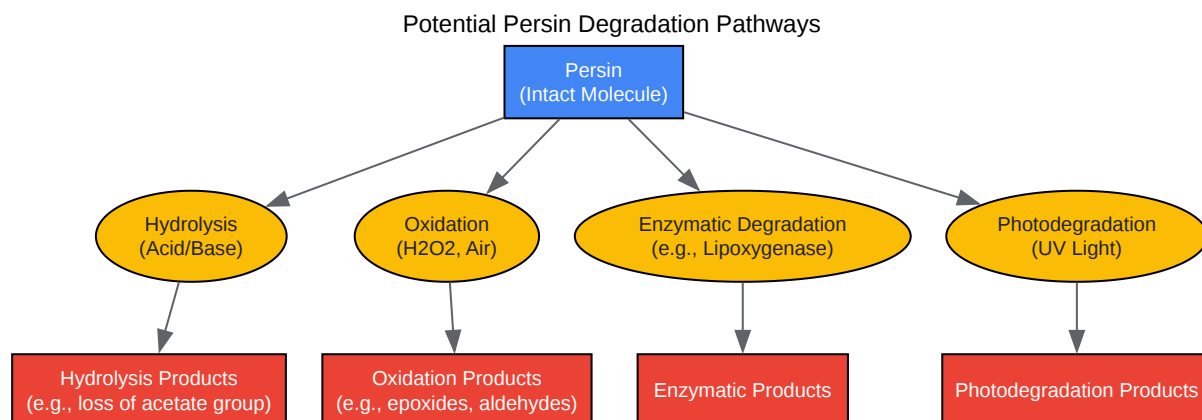 Potential Persin Degradation Pathways
Persin
(Intact Molecule)
Hydrolysis
(Acid/Base)
Oxidation
(H2O2, Air)
Enzymatic Degradation
(e.g., Lipoxygenase)
Photodegradation
(UV Light)
Hydrolysis Products
(e.g., loss of acetate group)
Oxidation Products
(e.g., epoxides, aldehydes)
Enzymatic Products
Photodegradation Products